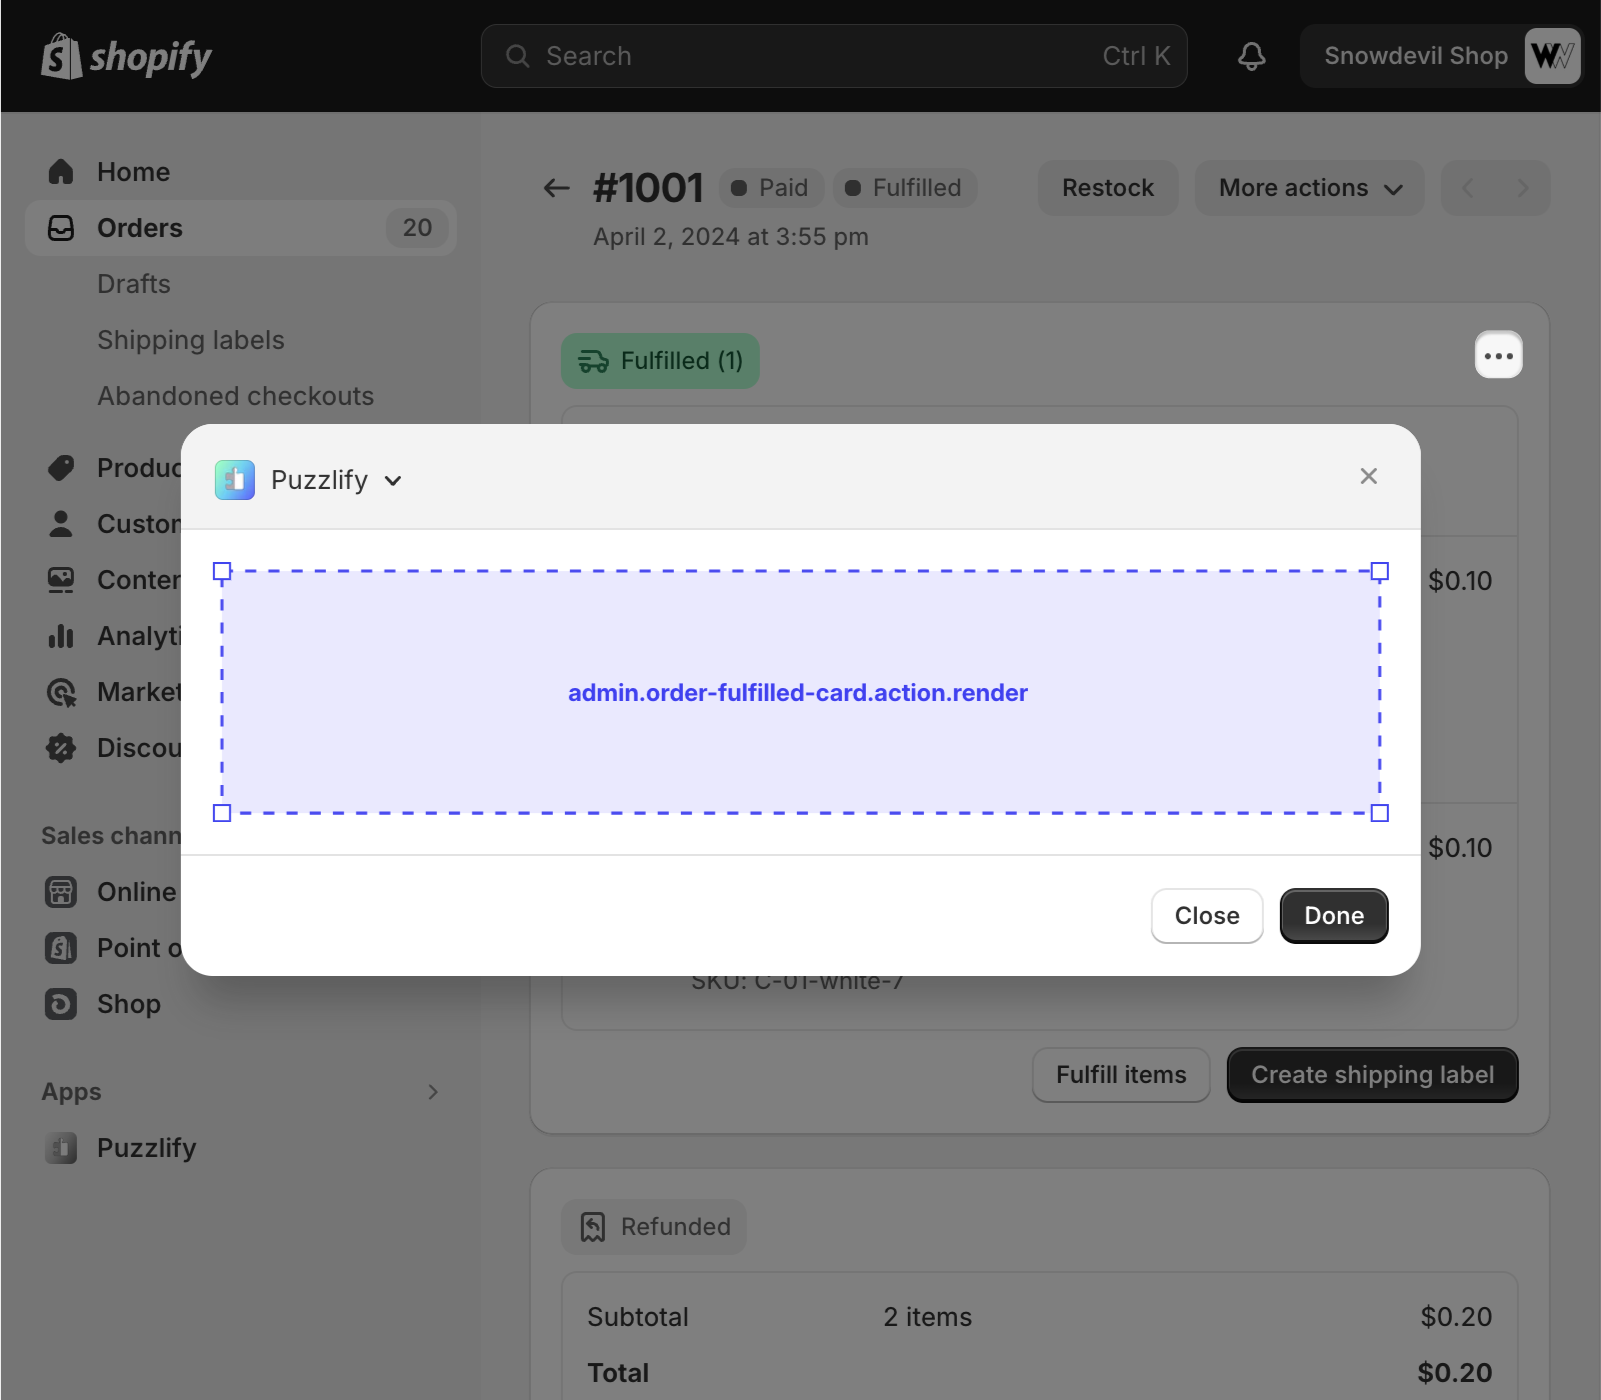 shopify
Search
Ctrl K
Snowdevil Shop
Home
Orders
20
Drafts
Shipping labels
Abandoned checkouts
Produc
Custon
Conter
Analyti
Market
Discou
Sales chann
Online
Point o
Shop
Apps
Puzzlify
#1001
Paid
Fulfilled
Restock
More actions
April 2, 2024 at 3:55 pm
Fulfilled (1)
Puzzlify
admin.order-fulfilled-card.action.render
Close
Done
$0.10
$0.10
SKU: C-01-white-7
Fulfill items
Create shipping label
Refunded
Subtotal 2 items $0.20
Total $0.20